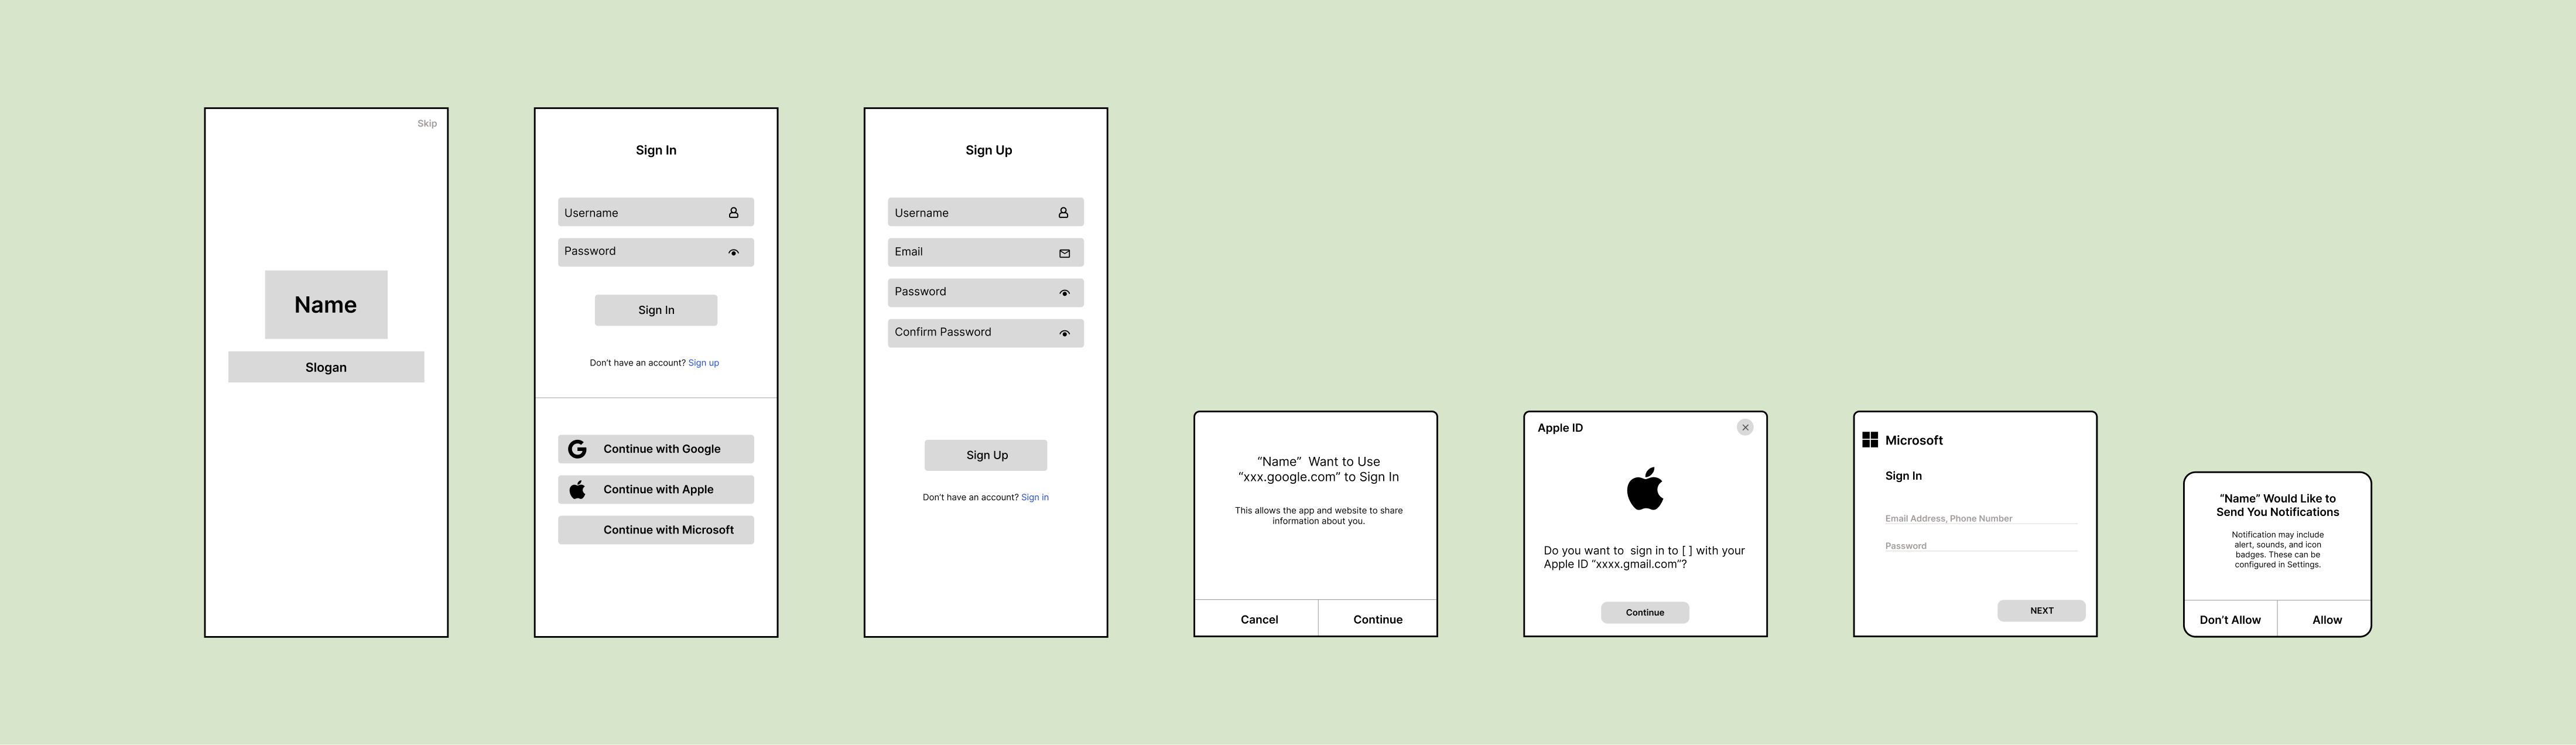 Skip
Name
Slogan
Sign In
Username
Password
Sign In
Don't have an account? Sign up
Continue with Google
Continue with Apple
Continue with Microsoft
Sign Up
Username
Email
Password
Confirm Password
Sign Up
Don't have an account? Sign in
“Name” Want to Use
“xxx.google.com” to Sign In
This allows the app and website to share
information about you.
Cancel
Continue
Apple ID
Do you want to sign in to [ ] with your
Apple ID “xxxx.gmail.com”?
Continue
Microsoft
Sign In
Email Address, Phone Number
Password
NEXT
“Name” Would Like to
Send You Notifications
Notification may include
alert, sounds, and icon
badges. These can be
configured in Settings.
Don't Allow
Allow